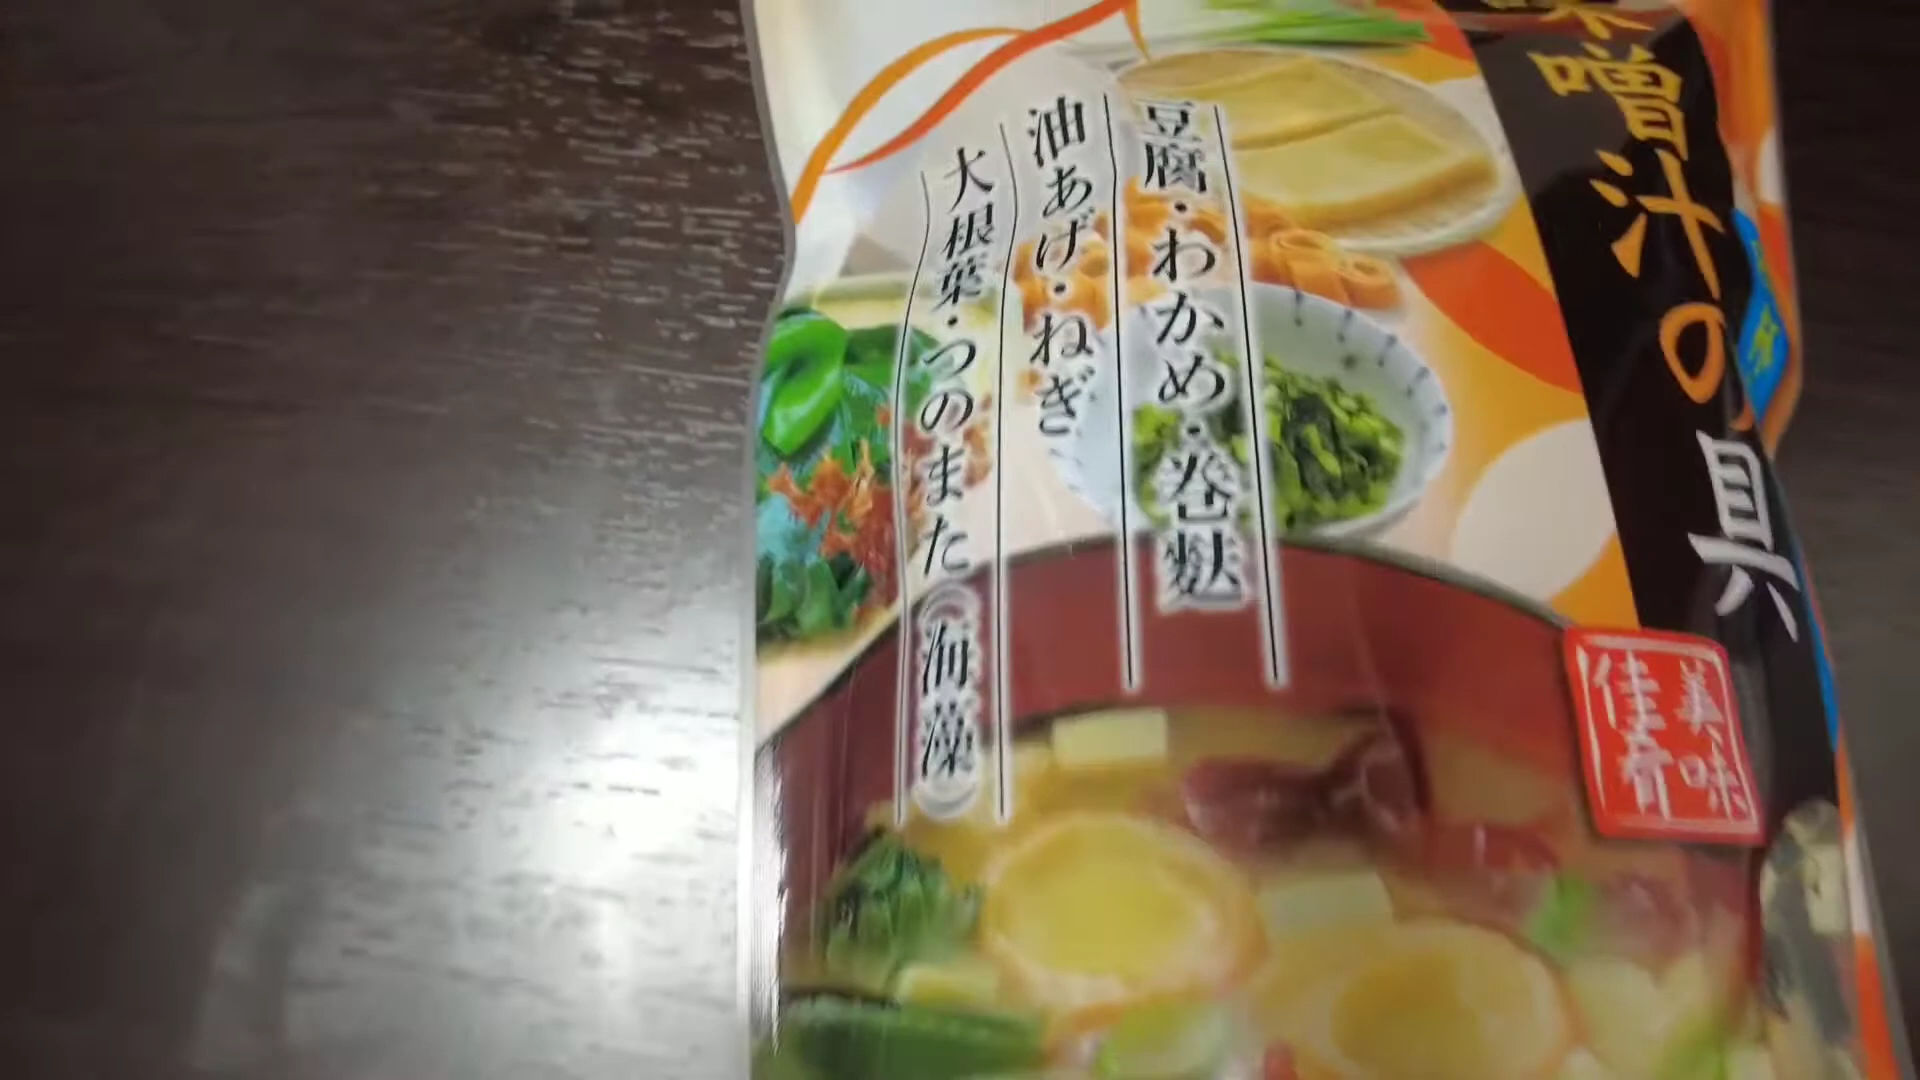 味噌汁の具
豆腐・わかめ・巻麩
油あげ・ねぎ
大根葉・つのまた(海藻)
美味
佳肴